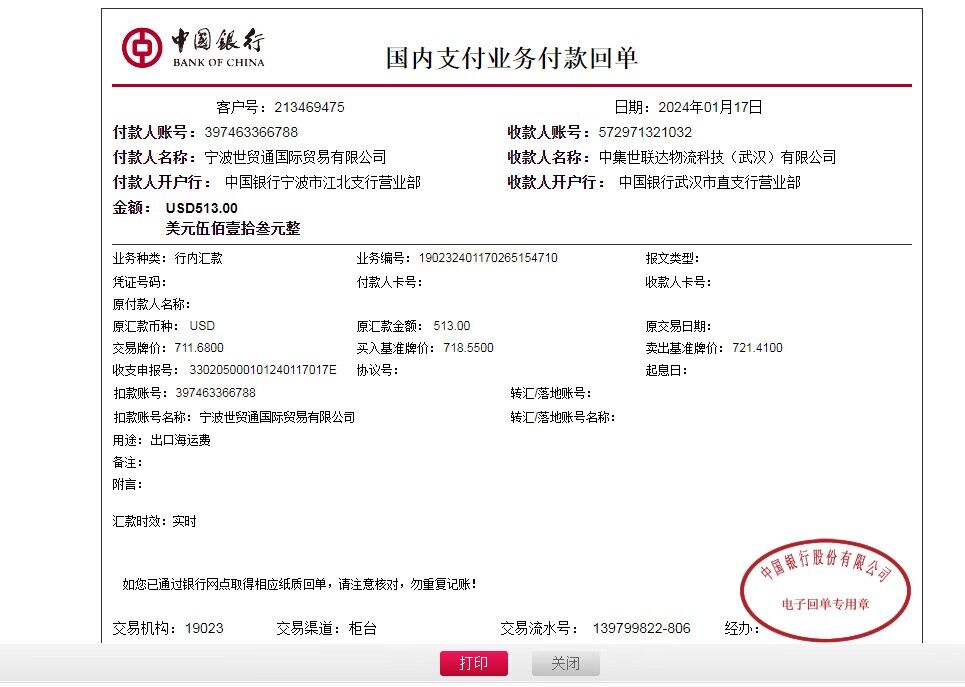 中国银行
BANK OF CHINA
国内支付业务付款回单
客户号：213469475 日期：2024年01月17日
付款人账号：397463366788 收款人账号：572971321032
付款人名称：宁波世贸通国际贸易有限公司 收款人名称：中集世联达物流科技（武汉）有限公司
付款人开户行： 中国银行宁波市江北支行营业部 收款人开户行： 中国银行武汉市直支行营业部
金额： USD513.00
美元伍佰壹拾叁元整
业务种类：行内汇款 业务编号：190232401170265154710 报文类型：
凭证号码： 付款人卡号： 收款人卡号：
原付款人名称：
原汇款币种： USD 原汇款金额： 513.00 原交易日期：
交易牌价：711.6800 买入基准牌价： 718.5500 卖出基准牌价： 721.4100
收支申报号： 330205000101240117017E 协议号： 起息日：
扣款账号：397463366788 转汇/落地账号：
扣款账号名称：宁波世贸通国际贸易有限公司 转汇/落地账号名称：
用途：出口海运费
备注：
附言：
汇款时效：实时
如您已通过银行网点取得相应纸质回单，请注意核对，勿重复记账！
中国银行股份有限公司
电子回单专用章
交易机构：19023 交易渠道：柜台 交易流水号： 139799822-806 经办：
打印 关闭